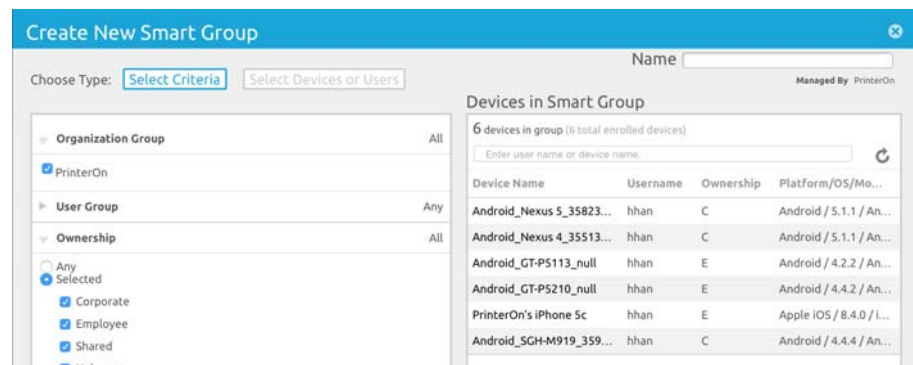 Create New Smart Group
Name
Choose Type: Select Criteria Select Devices or Users
Managed By PrinterOn
Devices in Smart Group
Organization Group All
PrinterOn
User Group Any
Ownership All
Any
Selected
Corporate
Employee
Shared
6 devices in group (6 total enrolled devices)
Enter user name or device name.
Device Name Username Ownership Platform/OS/Mo...
Android_Nexus 5_35823... hhan C Android / 5.1.1 / An...
Android_Nexus 4_35513... hhan C Android / 5.1.1 / An...
Android_GT-P5113_null hhan E Android / 4.2.2 / An...
Android_GT-P5210_null hhan E Android / 4.4.2 / An...
PrinterOn's iPhone 5c hhan E Apple iOS / 8.4.0 / i...
Android_SGH-M919_359... hhan C Android / 4.4.4 / An...